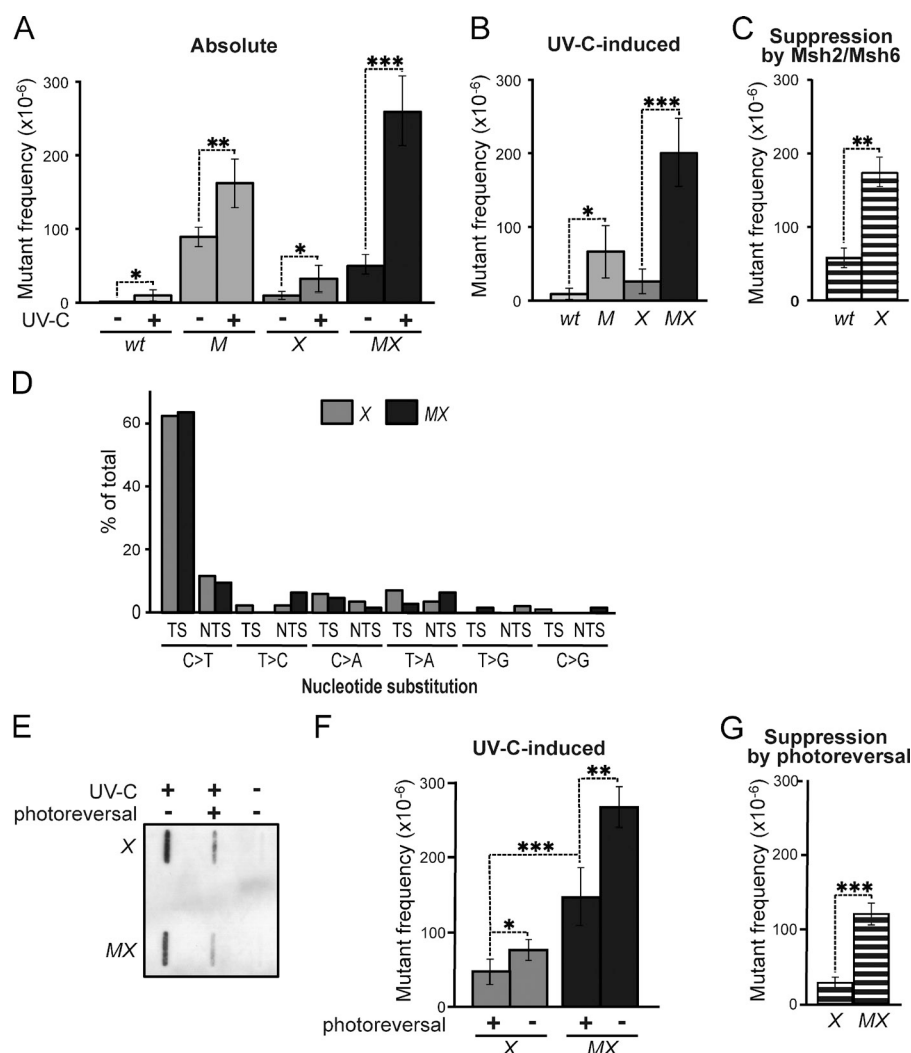 A
Absolute
Mutant frequency (x10-6)
300
200
100
0
*
**
*
***
UV-C
- + - + - + - +
wt M X MX
B
UV-C-induced
Mutant frequency (x10-6)
300
200
100
0
*
***
wt M X MX
C
Suppression
by Msh2/Msh6
Mutant frequency (x10-6)
300
200
100
0
**
wt X
D
% of total
60
40
20
0
X MX
TS NTS TS NTS TS NTS TS NTS TS NTS TS NTS
C>T T>C C>A T>A T>G C>G
Nucleotide substitution
E
UV-C + + -
photoreversal - + -
X
MX
F
UV-C-induced
Mutant frequency (x10-6)
300
200
100
0
***
*
**
photoreversal + - + -
X MX
G
Suppression
by photoreversal
Mutant frequency (x10-6)
300
200
100
0
***
X MX